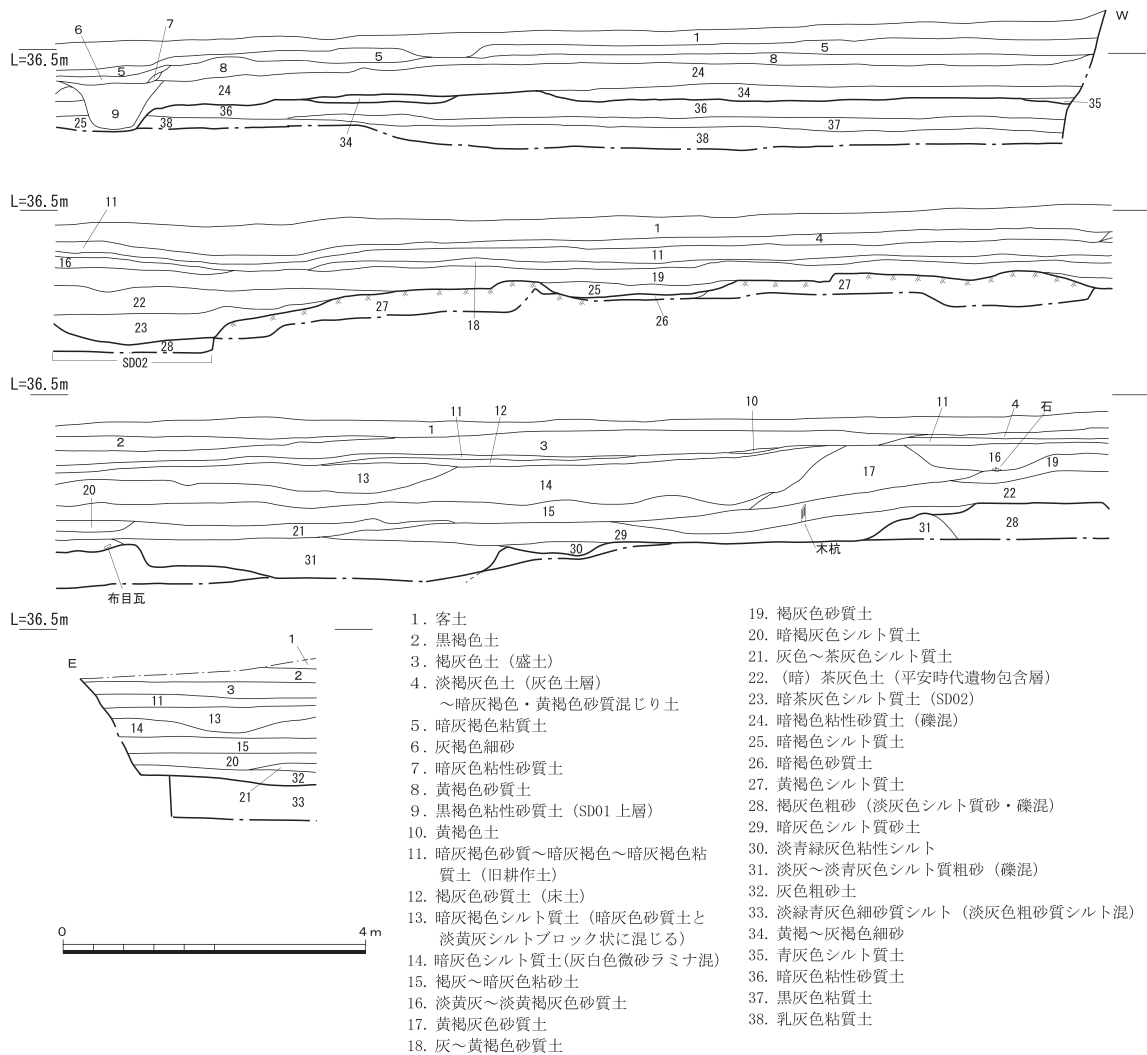 6 7 W
L=36.5m 5 5 1 5
8 8
24 24
9 36 34 36 35
25 38 34 37
38
L=36.5m
11
1
4
16 11
19
22 25 27
27
23 18 26
28
SD02
L=36.5m
11 12 10 11 4 石
1
2 3
16 19
13 17
20 14
22
15
21 29 31 28
31 30 木杭
布目瓦
L=36.5m
1
E 2
3
11
13
14
15
20 32
21 33
0 4 m
1. 客土
2. 黒褐色土
3. 褐灰色土（盛土）
4. 淡褐灰色土（灰色土層）
～暗灰褐色・黄褐色砂質混じり土
5. 暗灰褐色粘質土
6. 灰褐色細砂
7. 暗灰色粘性砂質土
8. 黄褐色砂質土
9. 黒褐色粘性砂質土（SD01 上層）
10. 黄褐色土
11. 暗灰褐色砂質～暗灰褐色～暗灰褐色粘
質土（旧耕作土）
12. 褐灰色砂質土（床土）
13. 暗灰褐色シルト質土（暗灰色砂質土と
淡黄灰シルトブロック状に混じる）
14. 暗灰色シルト質土(灰白色微砂ラミナ混)
15. 褐灰～暗灰色粘砂土
16. 淡黄灰～淡黄褐灰色砂質土
17. 黄褐灰色砂質土
18. 灰～黄褐色砂質土
19. 褐灰色砂質土
20. 暗褐灰色シルト質土
21. 灰色～茶灰色シルト質土
22. （暗）茶灰色土（平安時代遺物包含層）
23. 暗茶灰色シルト質土（SD02）
24. 暗褐色粘性砂質土（礫混）
25. 暗褐色シルト質土
26. 暗褐色砂質土
27. 黄褐色シルト質土
28. 褐灰色粗砂（淡灰色シルト質砂・礫混）
29. 暗灰色シルト質砂土
30. 淡青緑灰色粘性シルト
31. 淡灰～淡青灰色シルト質粗砂（礫混）
32. 灰色粗砂土
33. 淡緑青灰色細砂質シルト（淡灰色粗砂質シルト混）
34. 黄褐～灰褐色細砂
35. 青灰色シルト質土
36. 暗灰色粘性砂質土
37. 黒灰色粘質土
38. 乳灰色粘質土